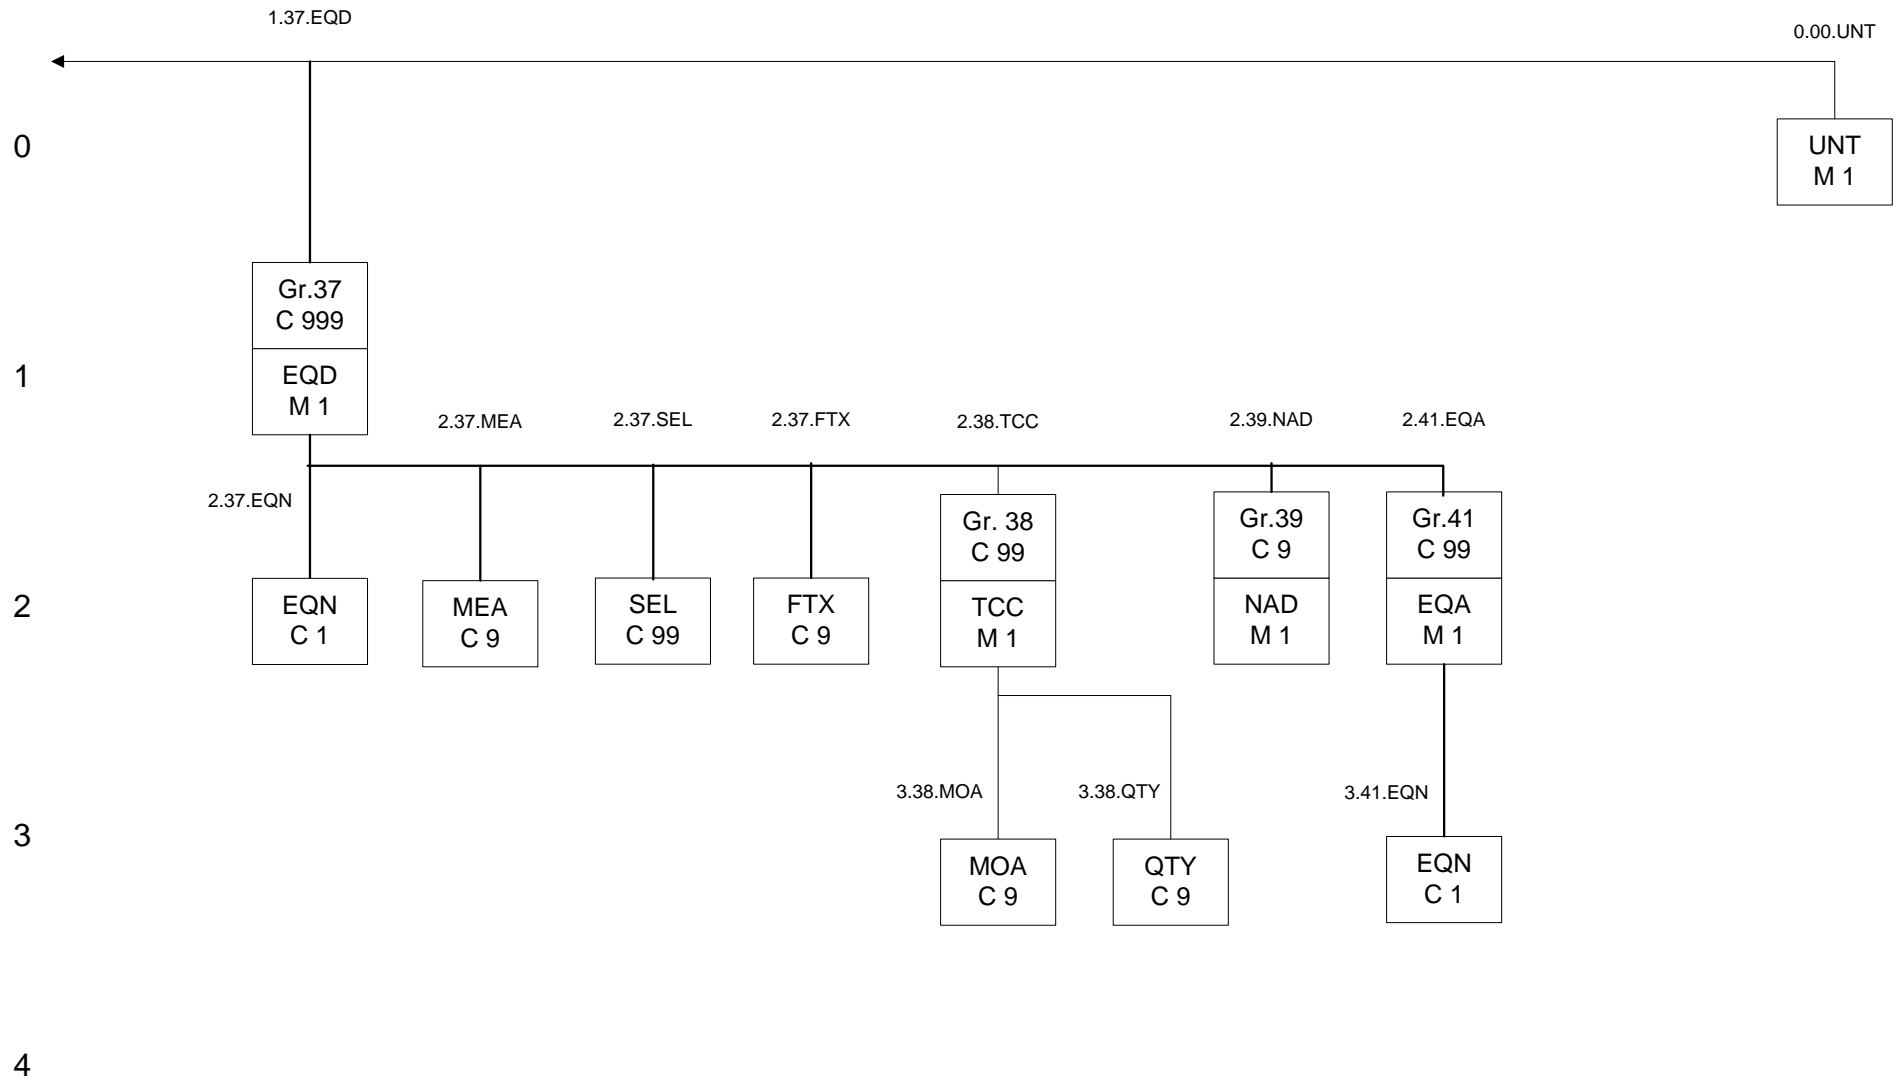 1.37.EQD
0.00.UNT
0
UNT
M 1
Gr.37
C 999
1
EQD
M 1
2.37.MEA
2.37.SEL
2.37.FTX
2.38.TCC
2.39.NAD
2.41.EQA
2.37.EQN
Gr. 38
C 99
Gr.39
C 9
Gr.41
C 99
2
EQN
C 1
MEA
C 9
SEL
C 99
FTX
C 9
TCC
M 1
NAD
M 1
EQA
M 1
3.38.MOA
3.38.QTY
3.41.EQN
3
MOA
C 9
QTY
C 9
EQN
C 1
4